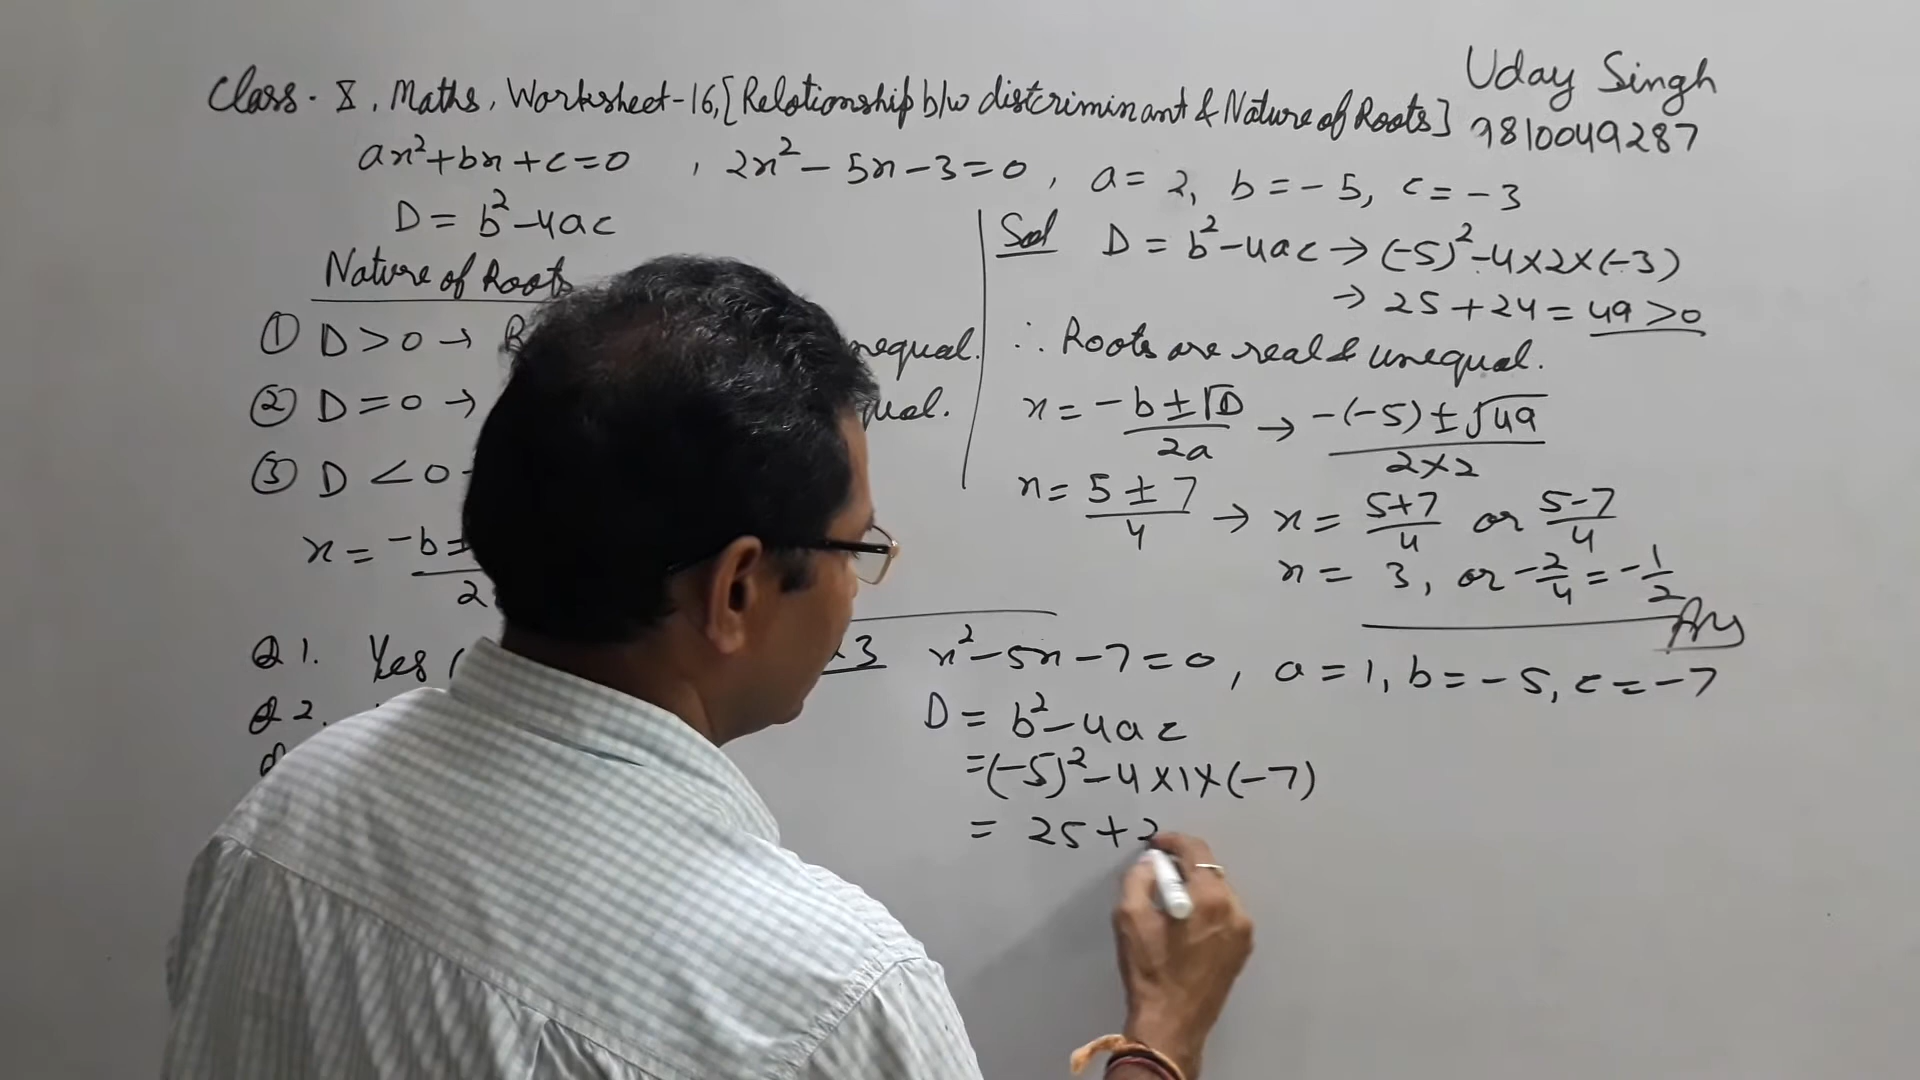 Class - X, Maths, Worksheet-16, [Relationship b/w discriminant & Nature of Roots]
Uday Singh
9810049287
ax²+bx+c=0 , 2x²-5x-3=0, a=2, b=-5, c=-3
D = b²-4ac
Nature of Roots
① D>0 →
② D=0 →
③ D<0
x = -b±
2
Sol D = b²-4ac → (-5)²-4×2×(-3)
→ 25+24 = 49>0
∴ Roots are real & unequal.
x = -b±√D / 2a → -(-5)±√49 / 2×2
x = 5±7 / 4 → x = 5+7 / 4 or 5-7 / 4
x = 3, or -2/4 = -1/2
Ans
Q1. Yes
Q2.
3 x²-5x-7=0, a=1, b=-5, c=-7
D = b²-4ac
=(-5)²-4×1×(-7)
= 25+2